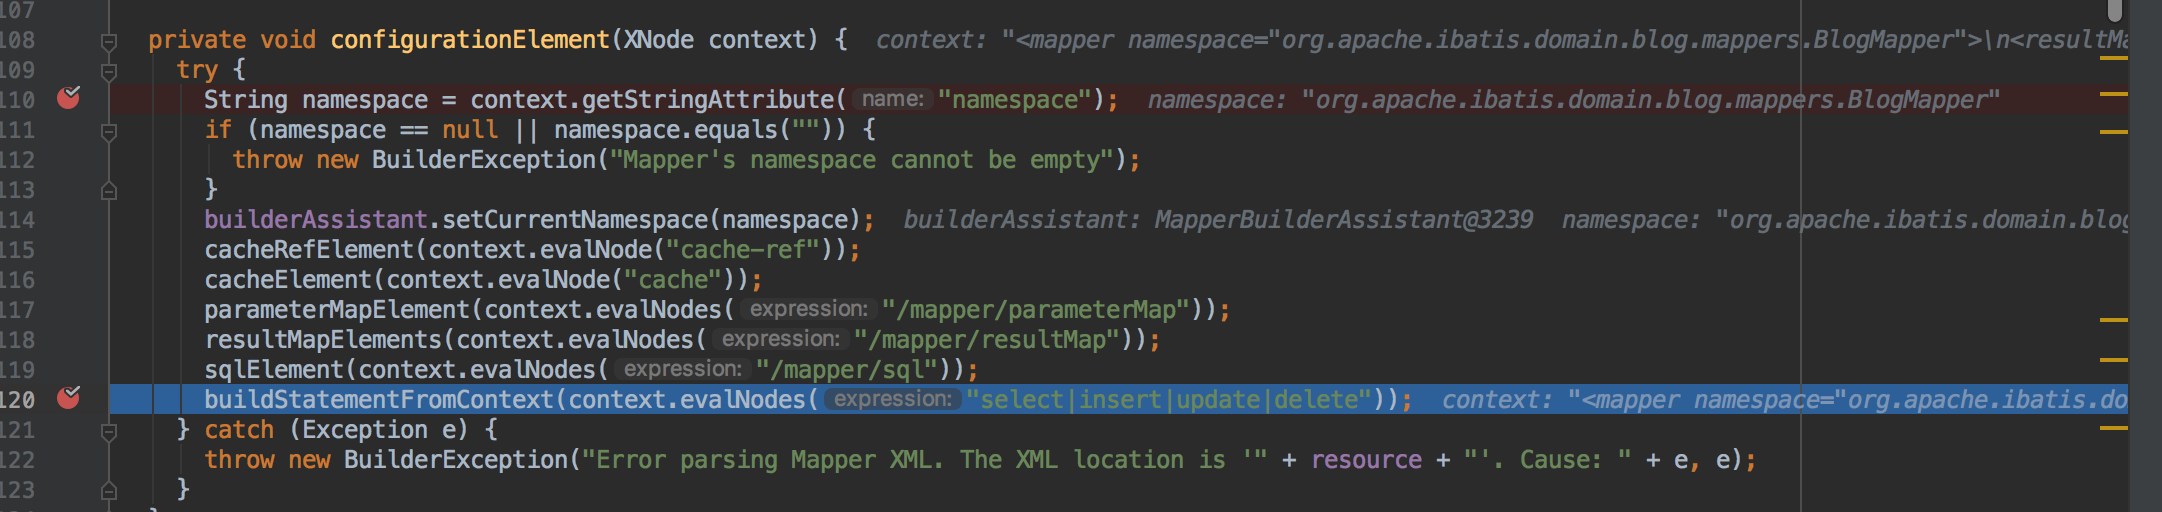 107
108 private void configurationElement(XNode context) { context: "<mapper namespace="org.apache.ibatis.domain.blog.mappers.BlogMapper">\n<resultMa
109 try {
110 String namespace = context.getStringAttribute( name: "namespace"); namespace: "org.apache.ibatis.domain.blog.mappers.BlogMapper"
111 if (namespace == null || namespace.equals("")) {
112 throw new BuilderException("Mapper's namespace cannot be empty");
113 }
114 builderAssistant.setCurrentNamespace(namespace); builderAssistant: MapperBuilderAssistant@3239 namespace: "org.apache.ibatis.domain.blog
115 cacheRefElement(context.evalNode("cache-ref"));
116 cacheElement(context.evalNode("cache"));
117 parameterMapElement(context.evalNodes( expression: "/mapper/parameterMap"));
118 resultMapElements(context.evalNodes( expression: "/mapper/resultMap"));
119 sqlElement(context.evalNodes( expression: "/mapper/sql"));
120 buildStatementFromContext(context.evalNodes( expression: "select|insert|update|delete")); context: "<mapper namespace="org.apache.ibatis.do
121 } catch (Exception e) {
122 throw new BuilderException("Error parsing Mapper XML. The XML location is '" + resource + "'. Cause: " + e, e);
123 }